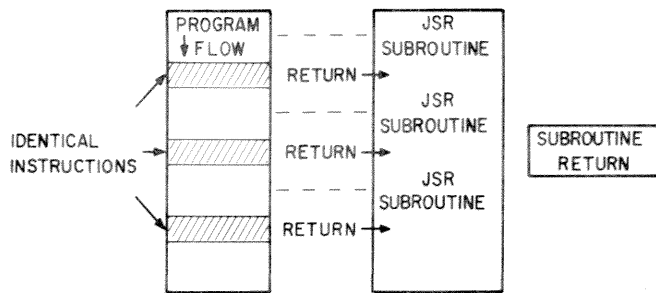 PROGRAM
FLOW
IDENTICAL
INSTRUCTIONS
RETURN
RETURN
RETURN
JSR
SUBROUTINE
JSR
SUBROUTINE
JSR
SUBROUTINE
SUBROUTINE
RETURN